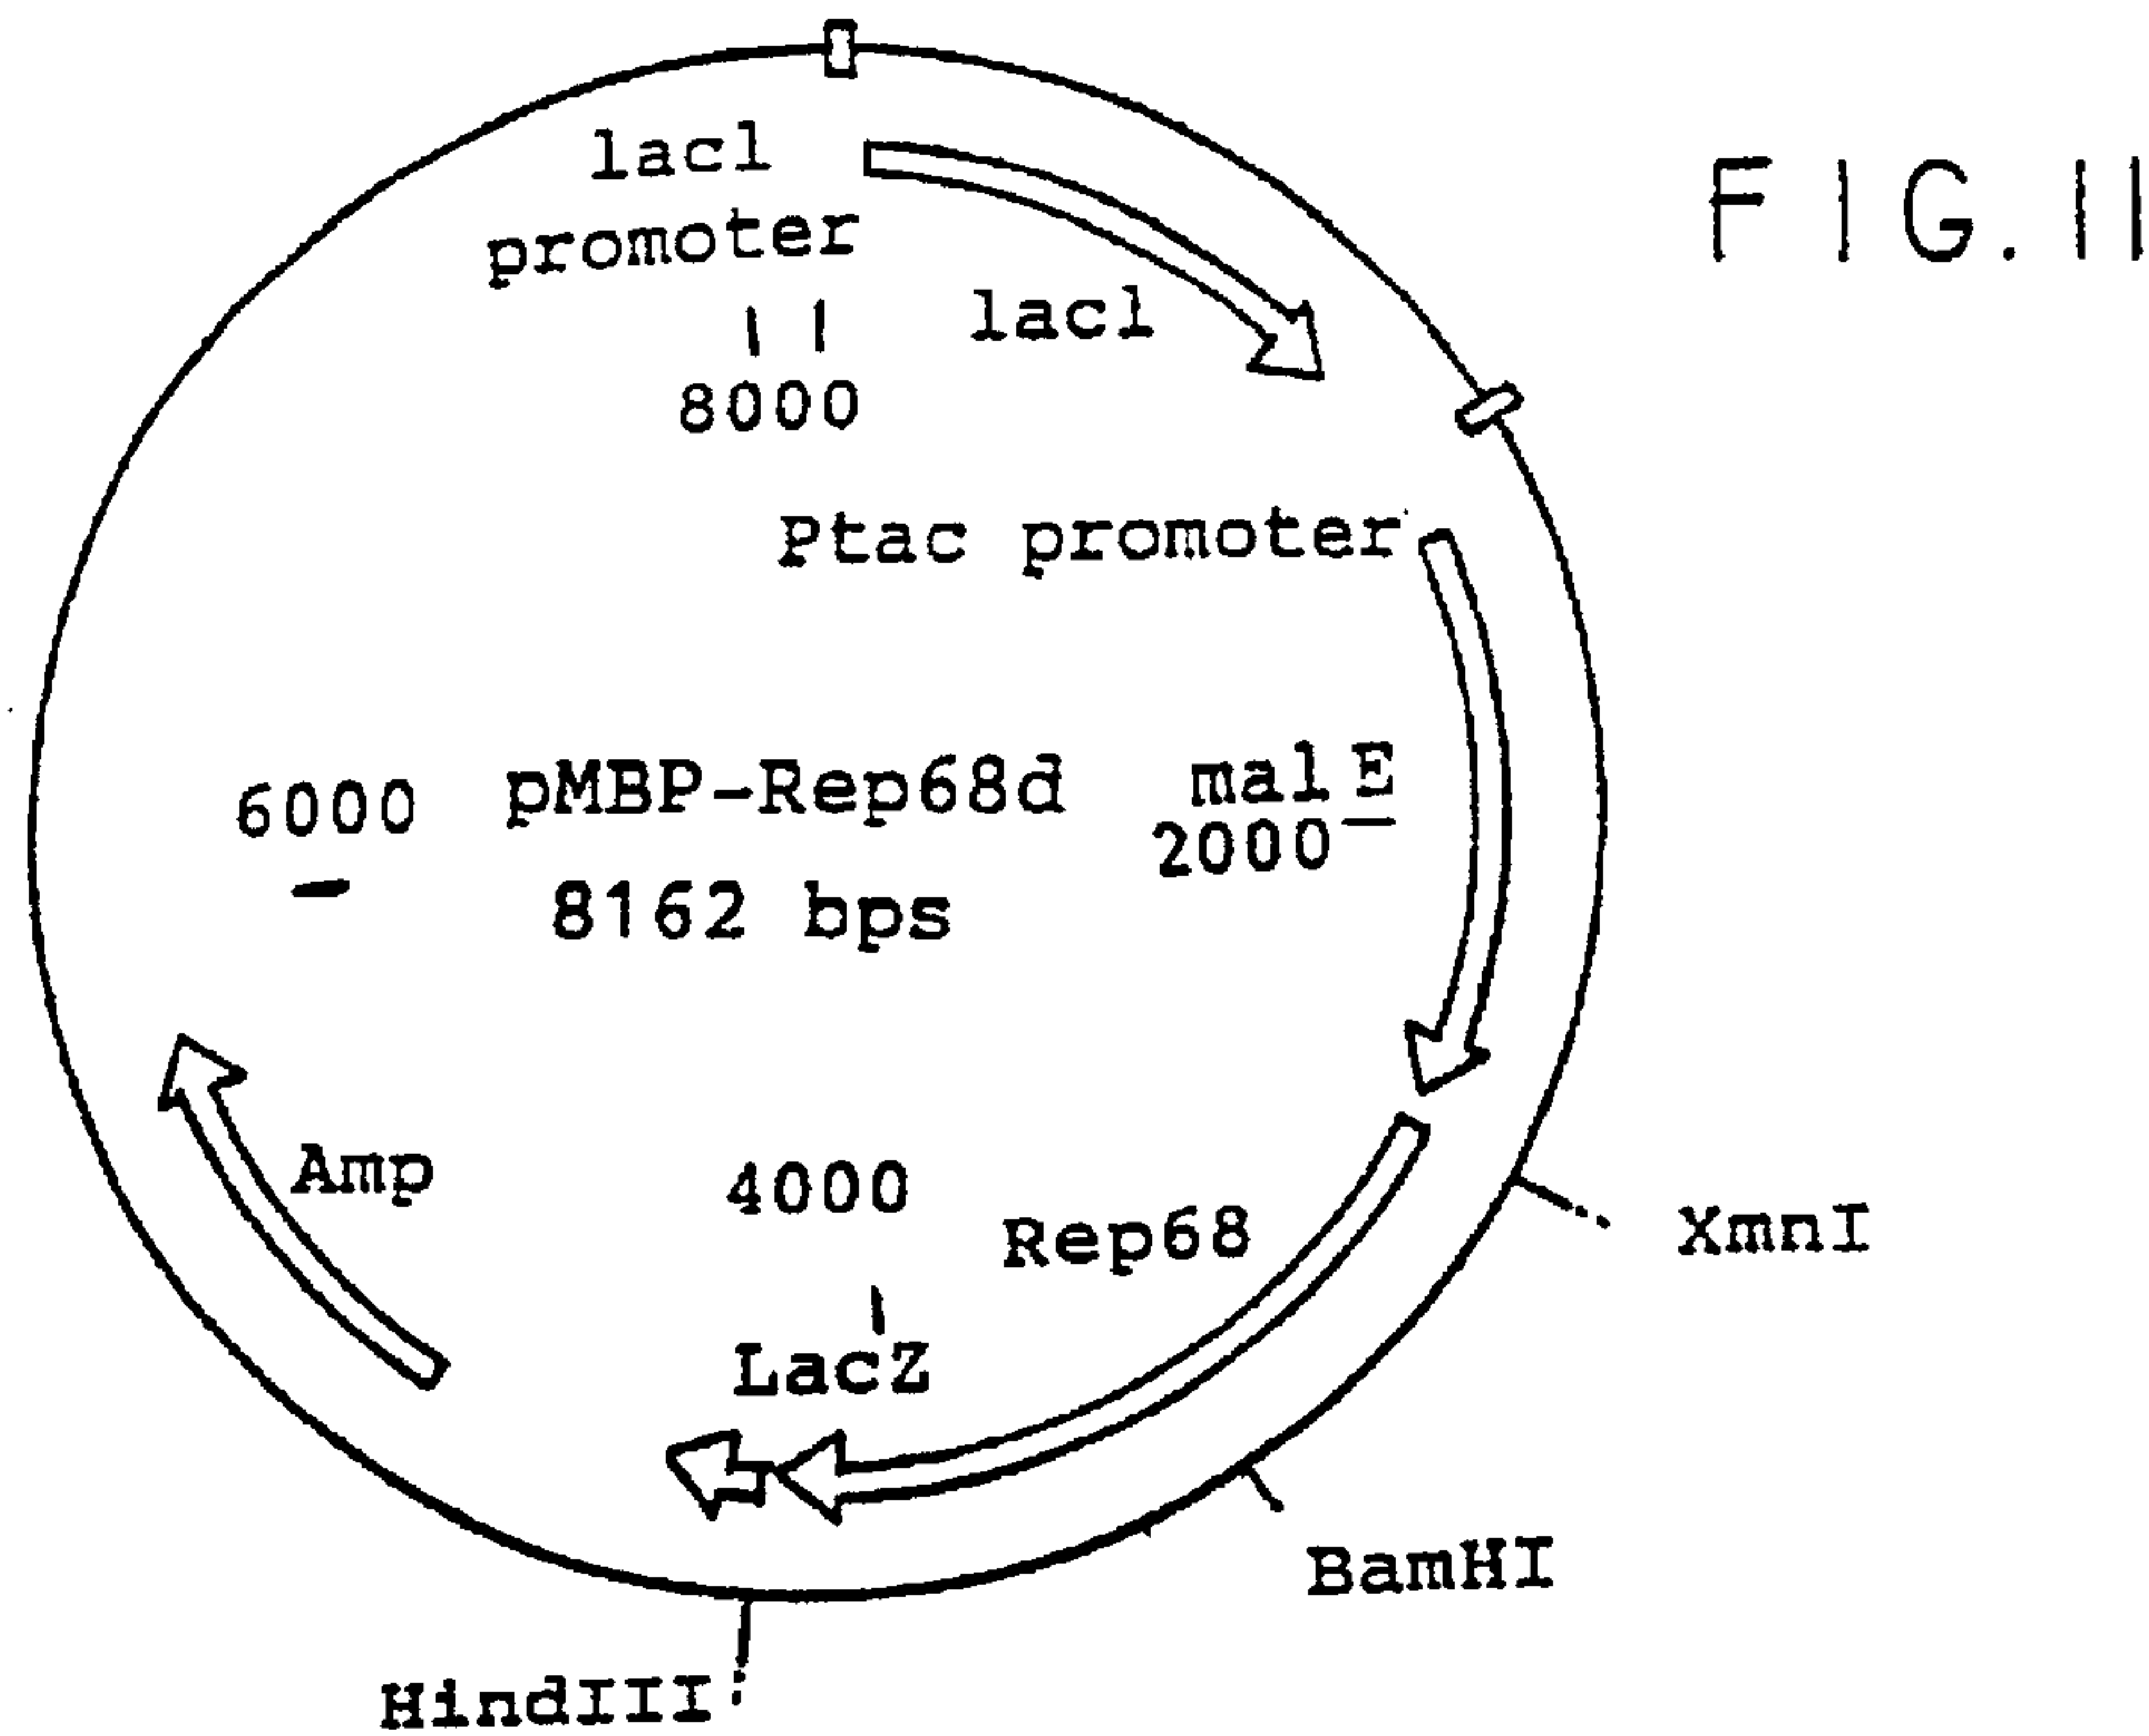 FIG. 11
lacl
promoter
lacl
8000
Ptac promoter
6000
pMBP-Rep68d
8162 bps
mal E
2000
Amp
4000
Rep68
LacZ
XmnI
BamHI
HindIII